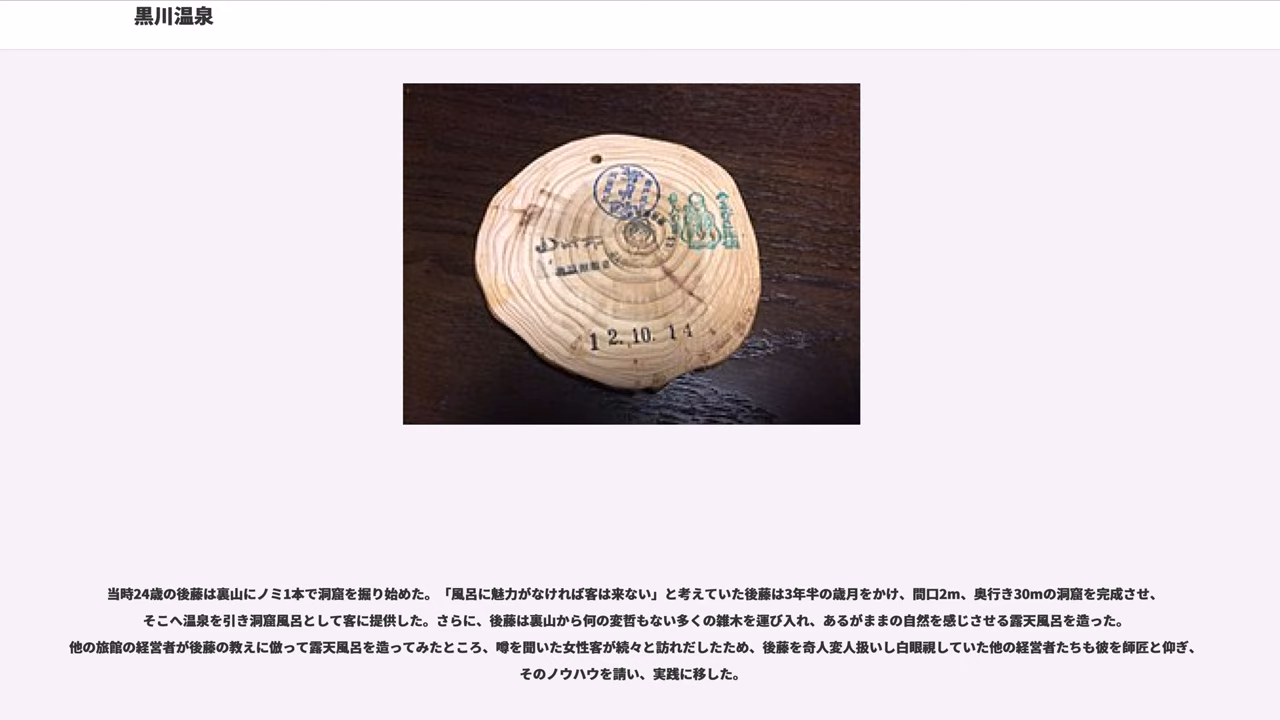 黒川温泉
12.10.14
当時24歳の後藤は裏山にノミ1本で洞窟を掘り始めた。「風呂に魅力がなければ客は来ない」と考えていた後藤は3年半の歳月をかけ、間口2m、奥行き30mの洞窟を完成させ、
そこへ温泉を引き洞窟風呂として客に提供した。さらに、後藤は裏山から何の変哲もない多くの雑木を運び入れ、あるがままの自然を感じさせる露天風呂を造った。
他の旅館の経営者が後藤の教えに倣って露天風呂を造ってみたところ、噂を聞いた女性客が続々と訪れだしたため、後藤を奇人変人扱いし白眼視していた他の経営者たちも彼を師匠と仰ぎ、
そのノウハウを請い、実践に移した。